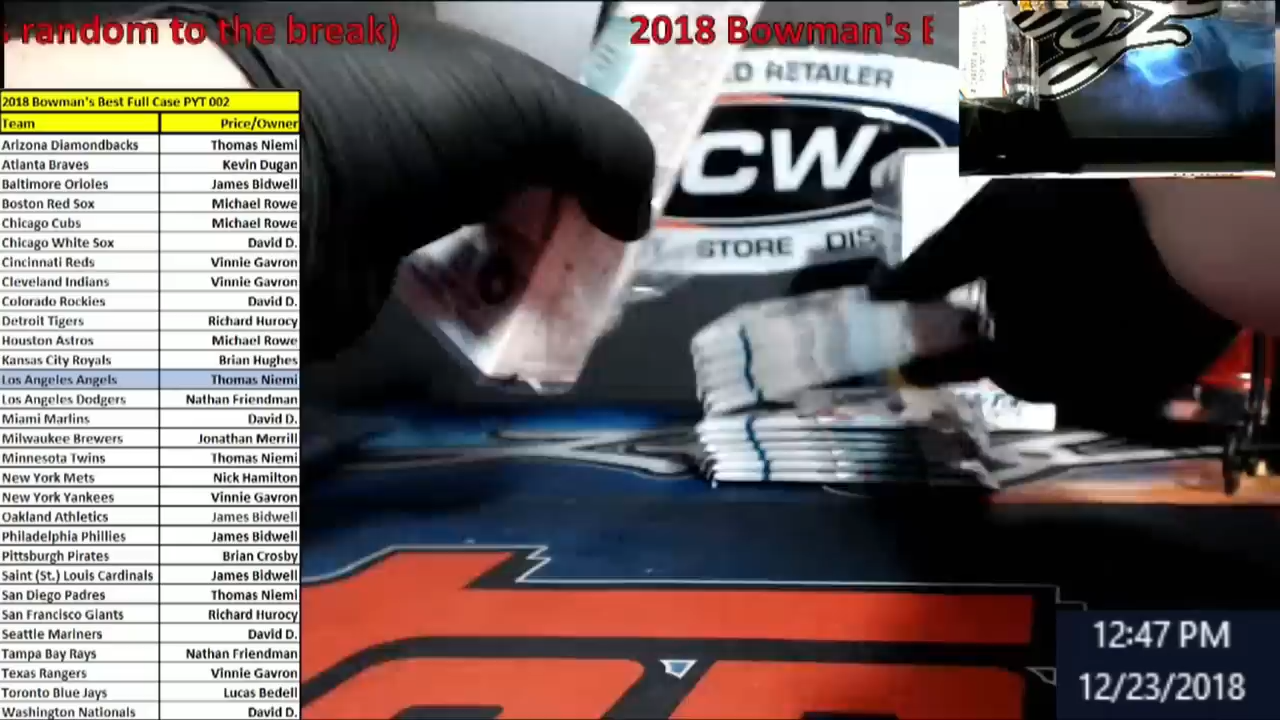 random to the break)
2018 Bowman's B
D RETAILER
CW
STORE DIS
2018 Bowman's Best Full Case PYT 002
Team Price/Owner
Arizona Diamondbacks Thomas Niemi
Atlanta Braves Kevin Dugan
Baltimore Orioles James Bidwell
Boston Red Sox Michael Rowe
Chicago Cubs Michael Rowe
Chicago White Sox David D.
Cincinnati Reds Vinnie Gavron
Cleveland Indians Vinnie Gavron
Colorado Rockies David D.
Detroit Tigers Richard Hurocy
Houston Astros Michael Rowe
Kansas City Royals Brian Hughes
Los Angeles Angels Thomas Niemi
Los Angeles Dodgers Nathan Friendman
Miami Marlins David D.
Milwaukee Brewers Jonathan Merrill
Minnesota Twins Thomas Niemi
New York Mets Nick Hamilton
New York Yankees Vinnie Gavron
Oakland Athletics James Bidwell
Philadelphia Phillies James Bidwell
Pittsburgh Pirates Brian Crosby
Saint (St.) Louis Cardinals James Bidwell
San Diego Padres Thomas Niemi
San Francisco Giants Richard Hurocy
Seattle Mariners David D.
Tampa Bay Rays Nathan Friendman
Texas Rangers Vinnie Gavron
Toronto Blue Jays Lucas Bedell
Washington Nationals David D.
12:47 PM
12/23/2018